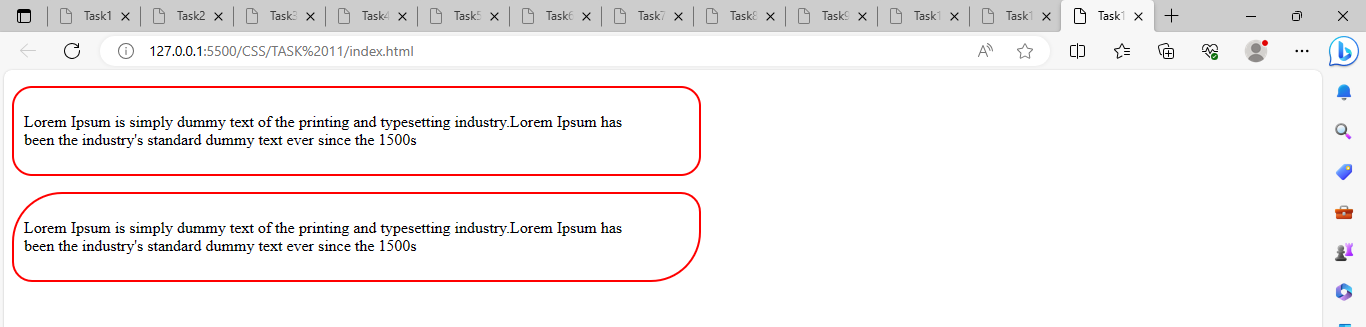 Task1 Task2 Task3 Task4 Task5 Task6 Task7 Task8 Task9 Task1 Task1 Task1
127.0.0.1:5500/CSS/TASK%2011/index.html
Lorem Ipsum is simply dummy text of the printing and typesetting industry.Lorem Ipsum has
been the industry's standard dummy text ever since the 1500s
Lorem Ipsum is simply dummy text of the printing and typesetting industry.Lorem Ipsum has
been the industry's standard dummy text ever since the 1500s